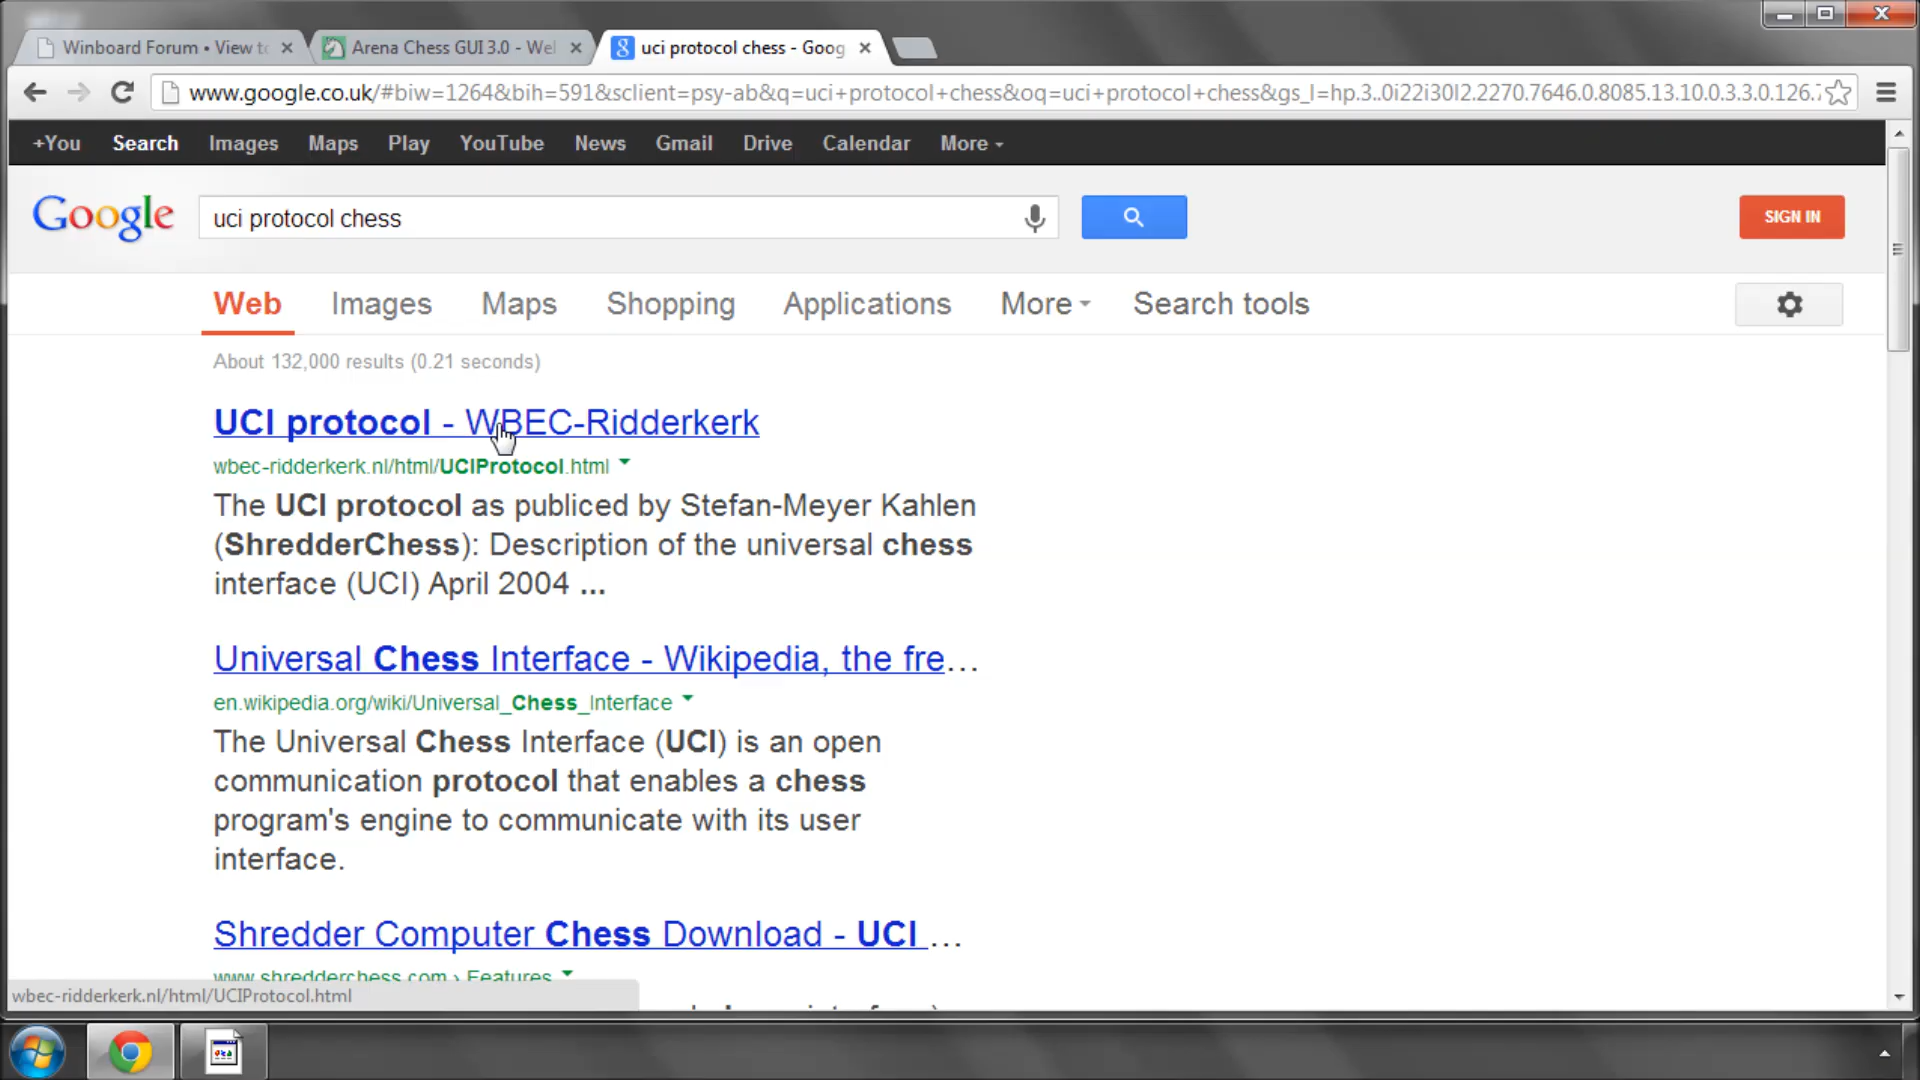 Winboard Forum • View to
Arena Chess GUI 3.0 - Wel
uci protocol chess - Goog
www.google.co.uk/#biw=1264&bih=591&sclient=psy-ab&q=uci+protocol+chess&oq=uci+protocol+chess&gs_l=hp.3..0i22i30l2.2270.7646.0.8085.13.10.0.3.3.0.126.
+You Search Images Maps Play YouTube News Gmail Drive Calendar More
Google
uci protocol chess
SIGN IN
Web Images Maps Shopping Applications More Search tools
About 132,000 results (0.21 seconds)
UCI protocol - WBEC-Ridderkerk
wbec-ridderkerk.nl/html/UCIProtocol.html
The UCI protocol as publiced by Stefan-Meyer Kahlen
(ShredderChess): Description of the universal chess
interface (UCI) April 2004 ...
Universal Chess Interface - Wikipedia, the fre...
en.wikipedia.org/wiki/Universal_Chess_Interface
The Universal Chess Interface (UCI) is an open
communication protocol that enables a chess
program's engine to communicate with its user
interface.
Shredder Computer Chess Download - UCI ...
www.shredderchess.com › Features
wbec-ridderkerk.nl/html/UCIProtocol.html